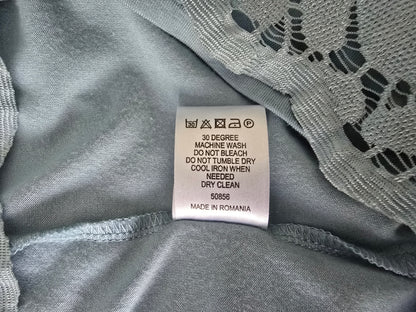 30 DEGREE
MACHINE WASH
DO NOT BLEACH
DO NOT TUMBLE DRY
COOL IRON WHEN
NEEDED
DRY CLEAN
50856
MADE IN ROMANIA